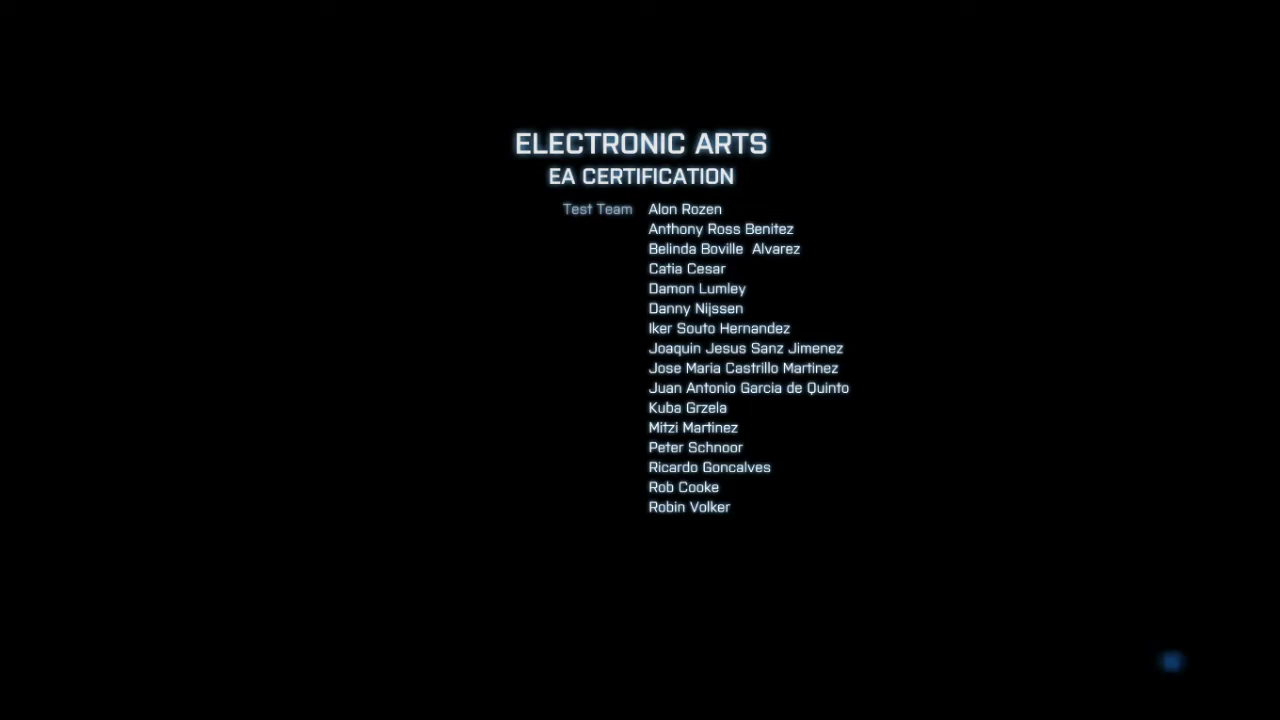 ELECTRONIC ARTS
EA CERTIFICATION
Test Team Alon Rozen
Anthony Ross Benitez
Belinda Boville  Alvarez
Catia Cesar
Damon Lumley
Danny Nijssen
Iker Souto Hernandez
Joaquin Jesus Sanz Jimenez
Jose Maria Castrillo Martinez
Juan Antonio Garcia de Quinto
Kuba Grzela
Mitzi Martinez
Peter Schnoor
Ricardo Goncalves
Rob Cooke
Robin Volker